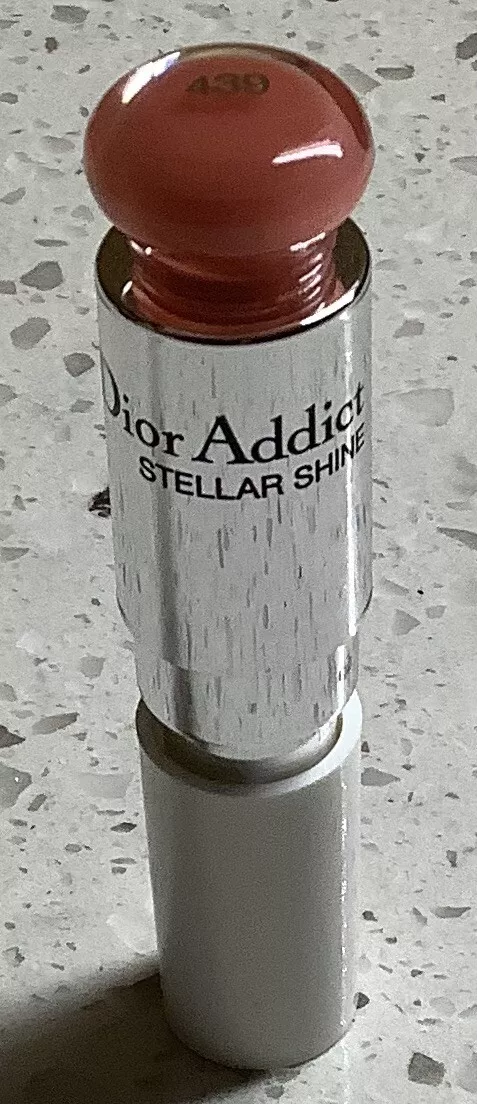 439
Dior Addict
STELLAR SHINE